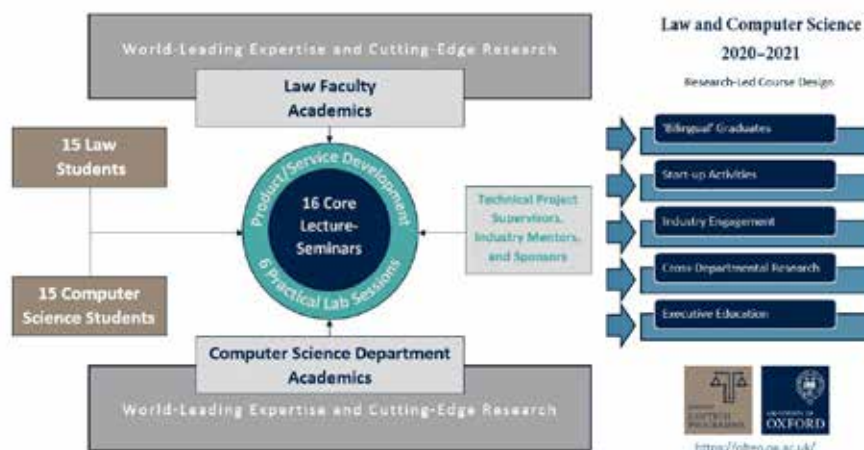 World-Leading Expertise and Cutting-Edge Research
Law Faculty
Academics
15 Law
Students
15 Computer
Science Students
Product/Service Development
16 Core
Lecture-
Seminars
6 Practical Lab Sessions
Technical Project
Supervisors,
Industry Mentors,
and Sponsors
Computer Science Department
Academics
World-Leading Expertise and Cutting-Edge Research
Law and Computer Science
2020–2021
Research-Led Course Design
'Bilingual' Graduates
Start-up Activities
Industry Engagement
Cross-Departmental Research
Executive Education
LAWTECH
PROGRAMME
UNIVERSITY OF
OXFORD